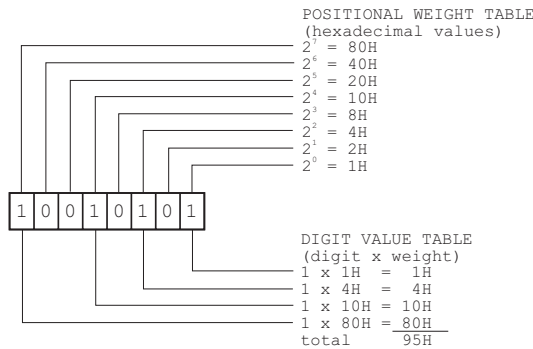 POSITIONAL WEIGHT TABLE
(hexadecimal values)
2⁷ = 80H
2⁶ = 40H
2⁵ = 20H
2⁴ = 10H
2³ = 8H
2² = 4H
2¹ = 2H
2⁰ = 1H
1 0 0 1 0 1 0 1
DIGIT VALUE TABLE
(digit x weight)
1 x 1H = 1H
1 x 4H = 4H
1 x 10H = 10H
1 x 80H = 80H
total 95H